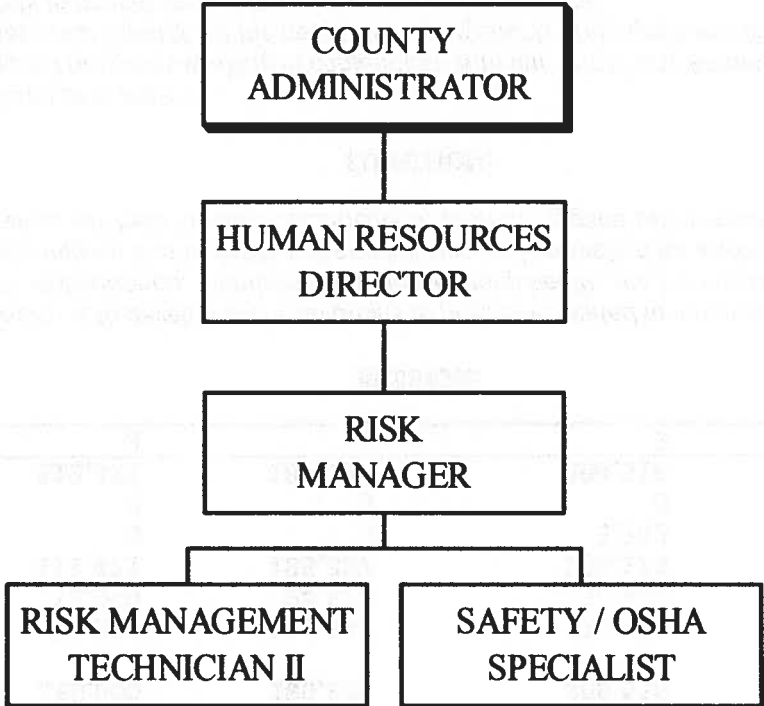 COUNTY
ADMINISTRATOR
HUMAN RESOURCES
DIRECTOR
RISK
MANAGER
RISK MANAGEMENT
TECHNICIAN II
SAFETY / OSHA
SPECIALIST